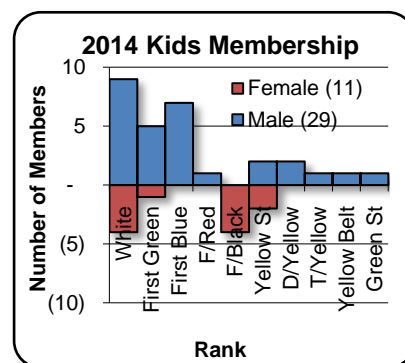 2014 Kids Membership
Number of Members
10
5
-
(5)
(10)
Female (11)
Male (29)
White
First Green
First Blue
F/Red
F/Black
Yellow St
D/Yellow
T/Yellow
Yellow Belt
Green St
Rank